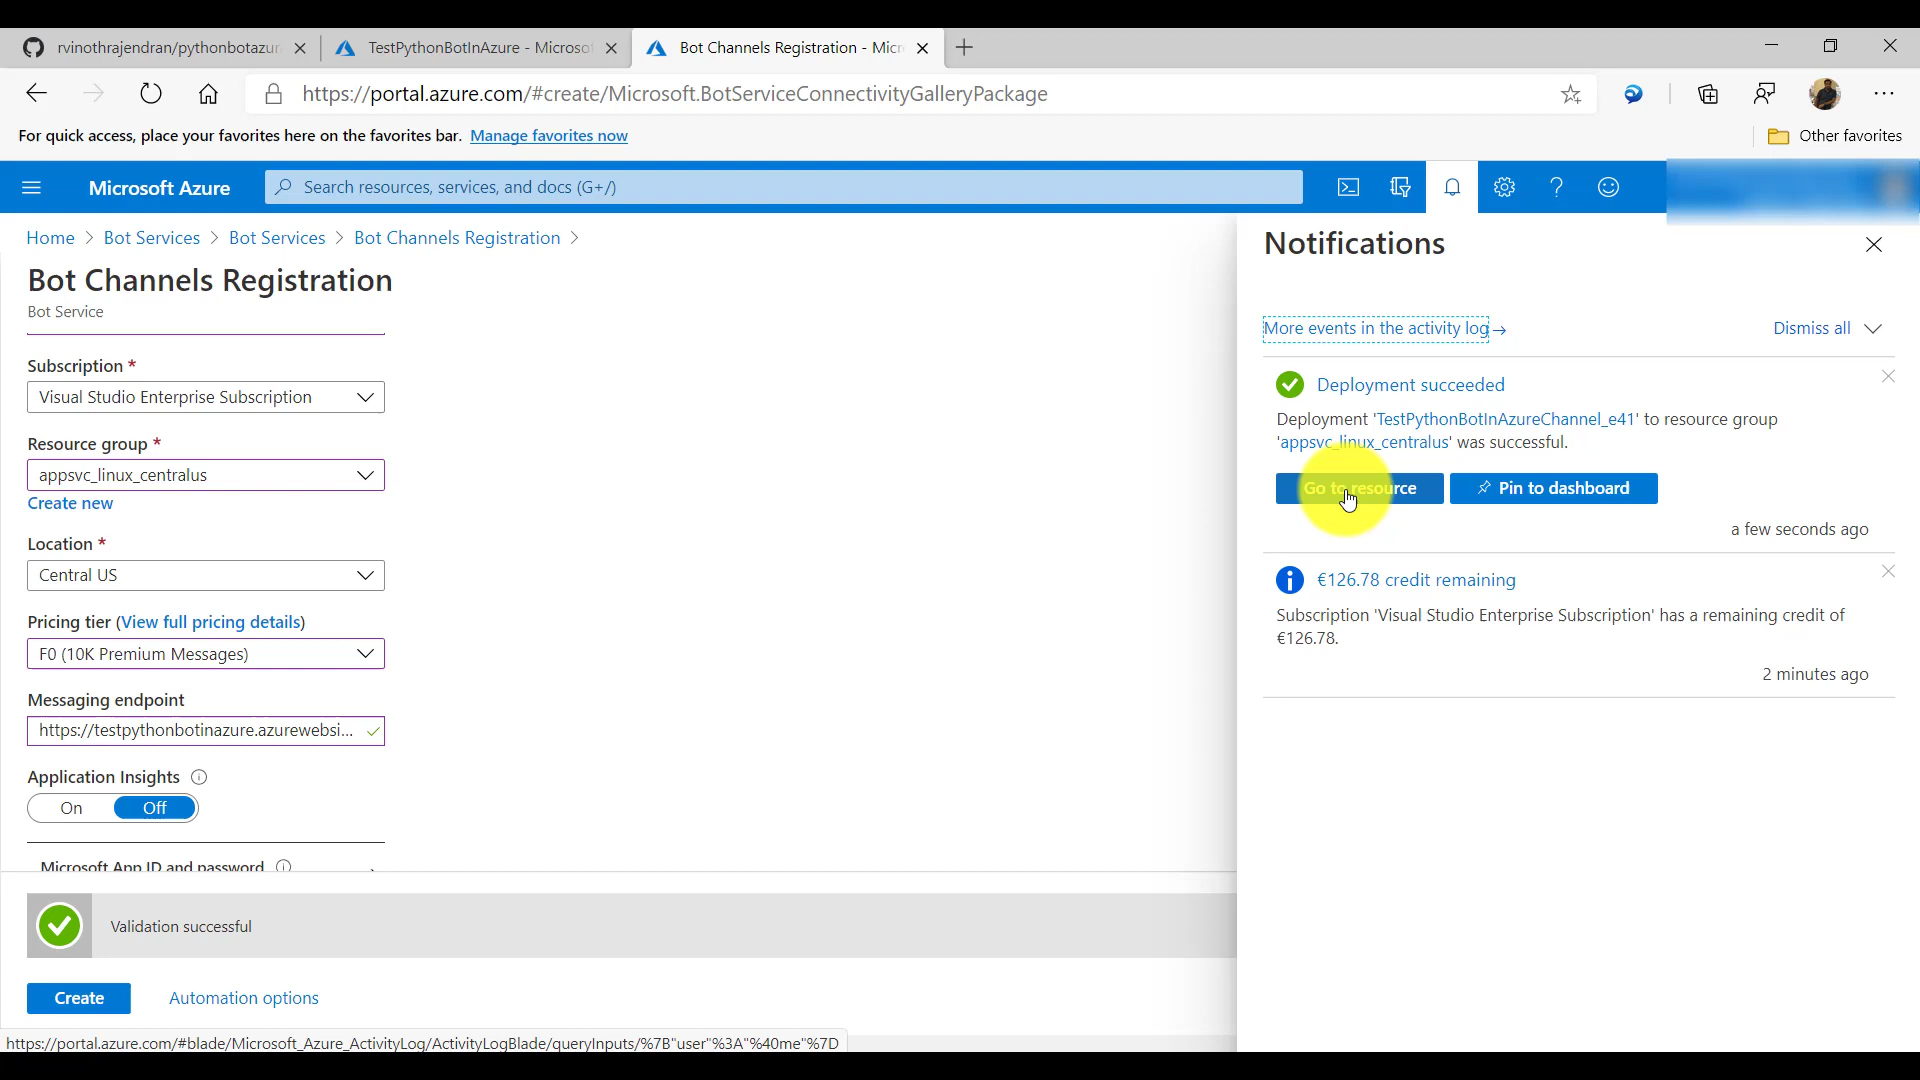 rvinothrajendran/pythonbotazur
TestPythonBotInAzure - Microso
Bot Channels Registration - Micr
https://portal.azure.com/#create/Microsoft.BotServiceConnectivityGalleryPackage
For quick access, place your favorites here on the favorites bar. Manage favorites now
Other favorites
Microsoft Azure
Search resources, services, and docs (G+/)
Home > Bot Services > Bot Services > Bot Channels Registration >
Bot Channels Registration
Bot Service
Subscription *
Visual Studio Enterprise Subscription
Resource group *
appsvc_linux_centralus
Create new
Location *
Central US
Pricing tier (View full pricing details)
F0 (10K Premium Messages)
Messaging endpoint
https://testpythonbotinazure.azurewebsi...
Application Insights
On Off
Microsoft App ID and password
Validation successful
Create Automation options
https://portal.azure.com/#blade/Microsoft_Azure_ActivityLog/ActivityLogBlade/queryInputs/%7B"user"%3A"%40me"%7D
Notifications
More events in the activity log →
Dismiss all
Deployment succeeded
Deployment 'TestPythonBotInAzureChannel_e41' to resource group
'appsvc_linux_centralus' was successful.
Go to resource
Pin to dashboard
a few seconds ago
€126.78 credit remaining
Subscription 'Visual Studio Enterprise Subscription' has a remaining credit of
€126.78.
2 minutes ago